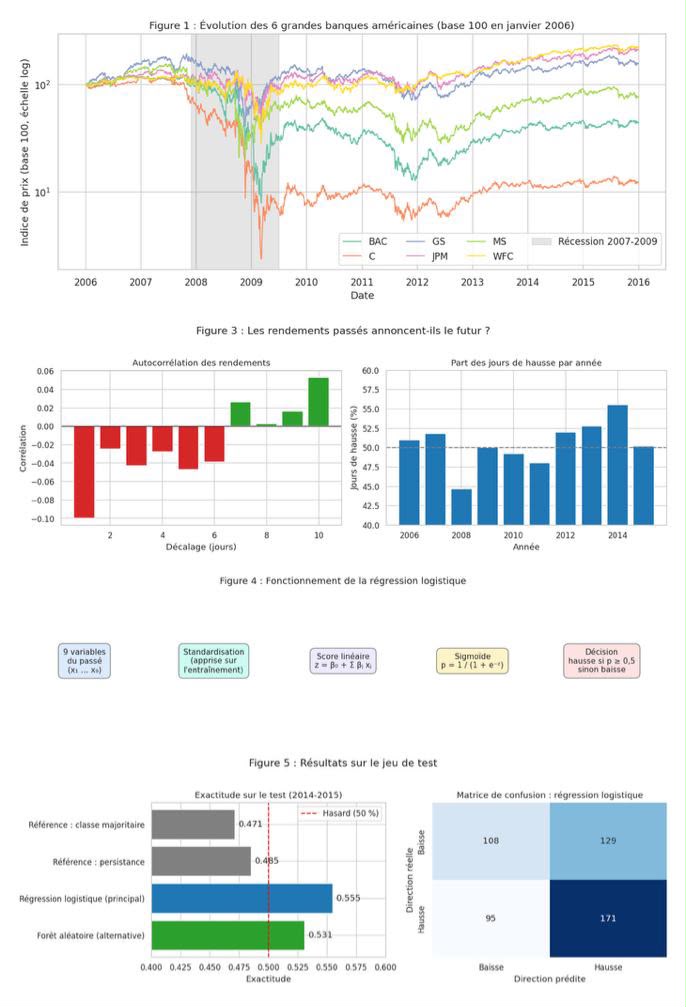 Figure 1 : Évolution des 6 grandes banques américaines (base 100 en janvier 2006)
Indice de prix (base 100, échelle log)
10²
10¹
BAC
GS
MS
Récession 2007-2009
C
JPM
WFC
2006 2007 2008 2009 2010 2011 2012 2013 2014 2015 2016
Date
Figure 3 : Les rendements passés annoncent-ils le futur ?
Autocorrélation des rendements
Corrélation
0.06
0.04
0.02
0.00
−0.02
−0.04
−0.06
−0.08
−0.10
2 4 6 8 10
Décalage (jours)
Part des jours de hausse par année
Jours de hausse (%)
60.0
57.5
55.0
52.5
50.0
47.5
45.0
42.5
40.0
2006 2008 2010 2012 2014
Année
Figure 4 : Fonctionnement de la régression logistique
9 variables
du passé
(x₁ ... x₉)
Standardisation
(apprise sur
l'entraînement)
Score linéaire
z = β₀ + Σ βᵢ xᵢ
Sigmoïde
p = 1 / (1 + e⁻ᶻ)
Décision
hausse si p ≥ 0,5
sinon baisse
Figure 5 : Résultats sur le jeu de test
Exactitude sur le test (2014-2015)
Hasard (50 %)
Référence : classe majoritaire
0.471
Référence : persistance
0.485
Régression logistique (principal)
0.555
Forêt aléatoire (alternative)
0.531
0.400 0.425 0.450 0.475 0.500 0.525 0.550 0.575 0.600
Exactitude
Matrice de confusion : régression logistique
Direction réelle
Baisse
108
129
Hausse
95
171
Baisse
Hausse
Direction prédite